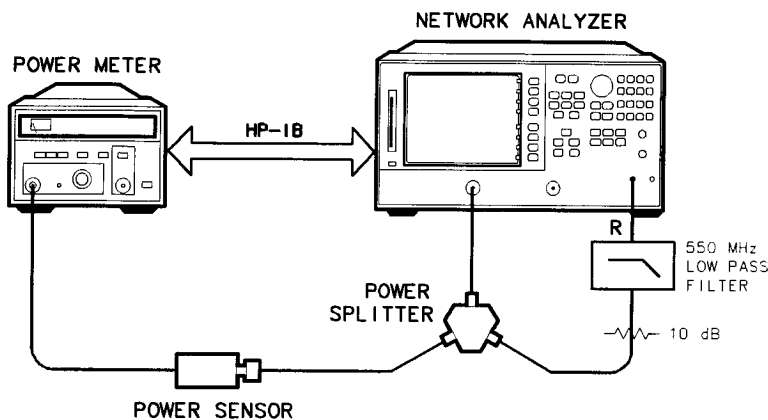 NETWORK ANALYZER
POWER METER
HP-IB
R
550 MHz
LOW PASS
FILTER
POWER
SPLITTER
10 dB
POWER SENSOR